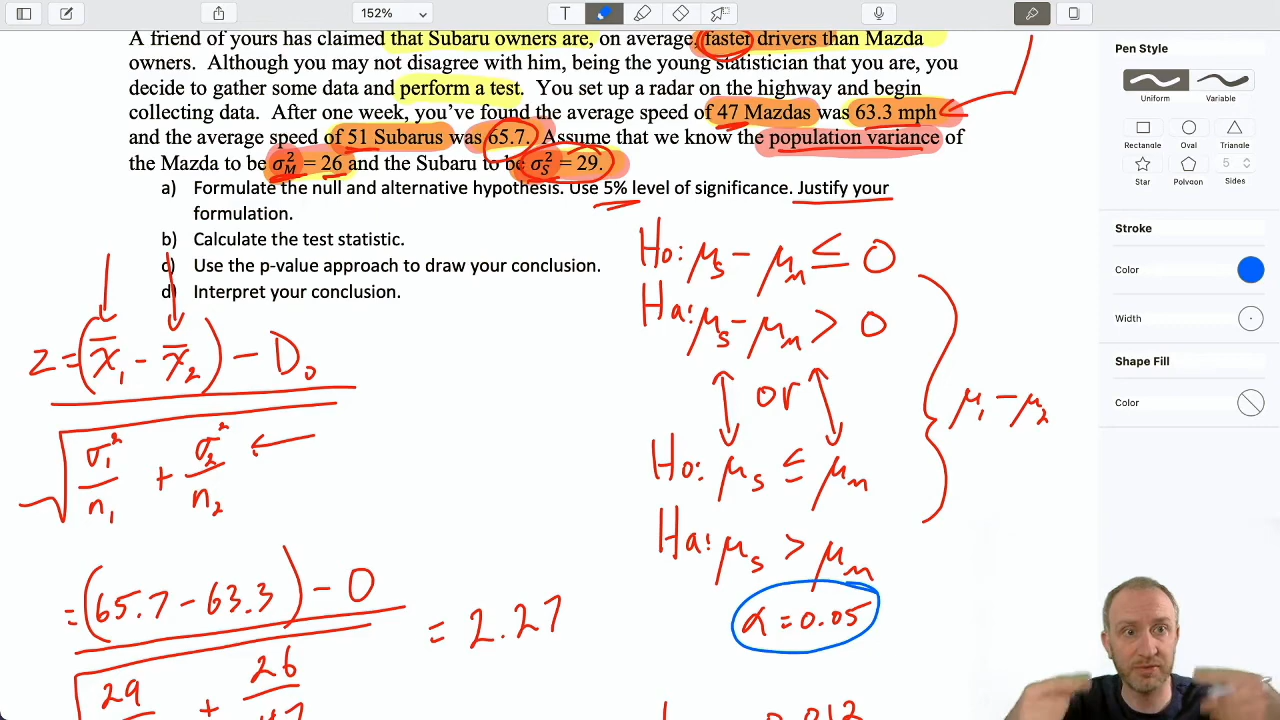 152%
T
A friend of yours has claimed that Subaru owners are, on average, faster drivers than Mazda
owners. Although you may not disagree with him, being the young statistician that you are, you
decide to gather some data and perform a test. You set up a radar on the highway and begin
collecting data. After one week, you've found the average speed of 47 Mazdas was 63.3 mph
and the average speed of 51 Subarus was 65.7. Assume that we know the population variance of
the Mazda to be σ²_M = 26 and the Subaru to be σ²_S = 29.
a) Formulate the null and alternative hypothesis. Use 5% level of significance. Justify your
formulation.
b) Calculate the test statistic.
c) Use the p-value approach to draw your conclusion.
d) Interpret your conclusion.
Ho: μs - μm ≤ 0
Ha: μs - μm > 0
or
Ho: μs ≤ μm
Ha: μs > μm
α = 0.05
μ₁ - μ₂
z = (x̄₁ - x̄₂) - D₀
σ₁² + σ₂²
n₁ n₂
= (65.7 - 63.3) - 0
= 2.27
29 + 26
47
0.012
Pen Style
Uniform Variable
Rectangle Oval Triangle
5
Star Polygon Sides
Stroke
Color
Width
Shape Fill
Color